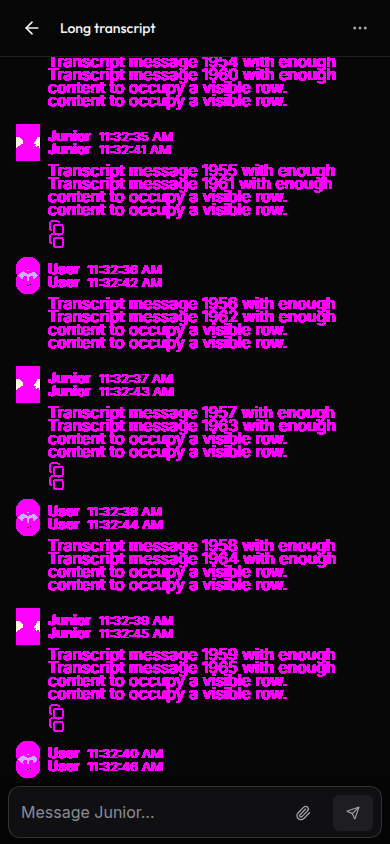 Long transcript
Transcript message 1954 with enough
Transcript message 1960 with enough
content to occupy a visible row.
content to occupy a visible row.
Junior 11:32:35 AM
Junior 11:32:41 AM
Transcript message 1955 with enough
Transcript message 1961 with enough
content to occupy a visible row.
content to occupy a visible row.
User 11:32:36 AM
User 11:32:42 AM
Transcript message 1956 with enough
Transcript message 1962 with enough
content to occupy a visible row.
content to occupy a visible row.
Junior 11:32:37 AM
Junior 11:32:43 AM
Transcript message 1957 with enough
Transcript message 1963 with enough
content to occupy a visible row.
content to occupy a visible row.
User 11:32:38 AM
User 11:32:44 AM
Transcript message 1958 with enough
Transcript message 1964 with enough
content to occupy a visible row.
content to occupy a visible row.
Junior 11:32:39 AM
Junior 11:32:45 AM
Transcript message 1959 with enough
Transcript message 1965 with enough
content to occupy a visible row.
content to occupy a visible row.
User 11:32:40 AM
User 11:32:46 AM
Message Junior...